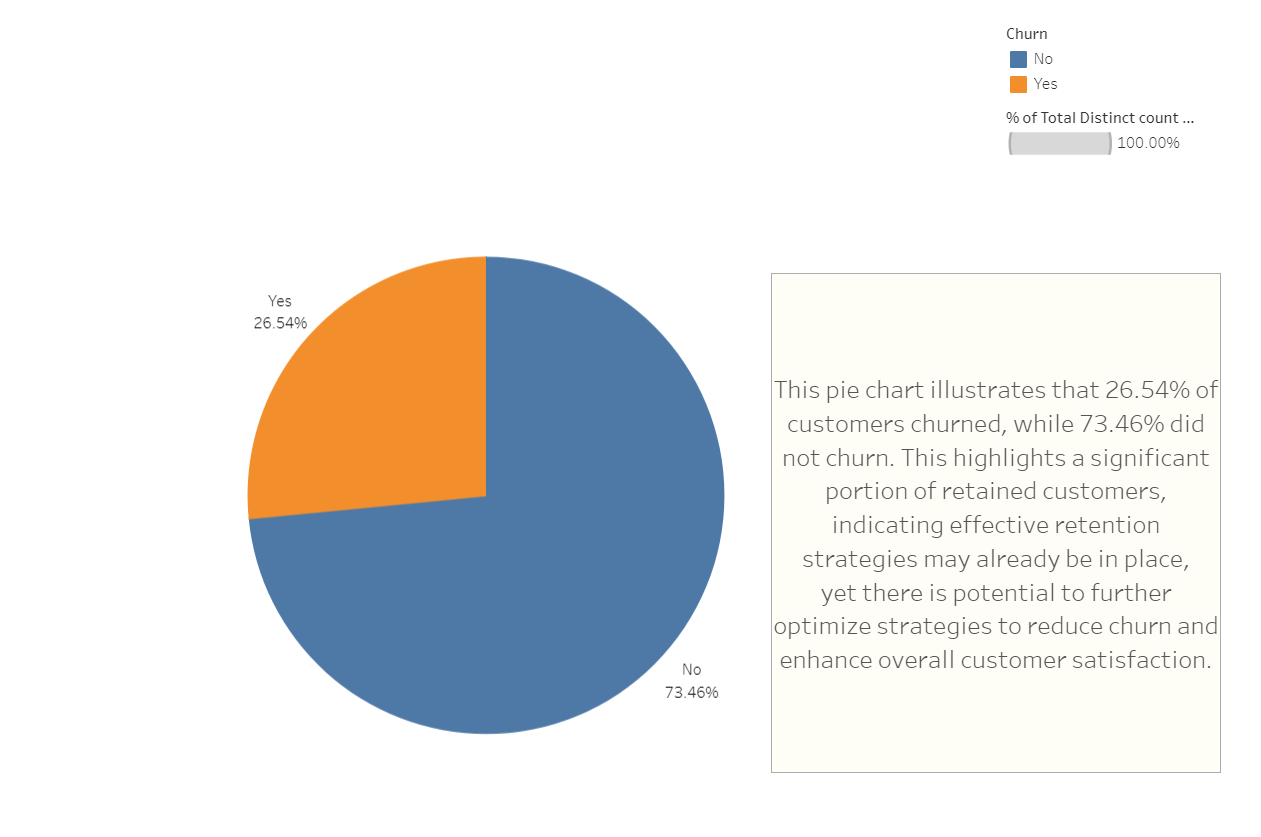 Churn
No
Yes
% of Total Distinct count ...
100.00%
Yes
26.54%
No
73.46%
This pie chart illustrates that 26.54% of
customers churned, while 73.46% did
not churn. This highlights a significant
portion of retained customers,
indicating effective retention
strategies may already be in place,
yet there is potential to further
optimize strategies to reduce churn and
enhance overall customer satisfaction.